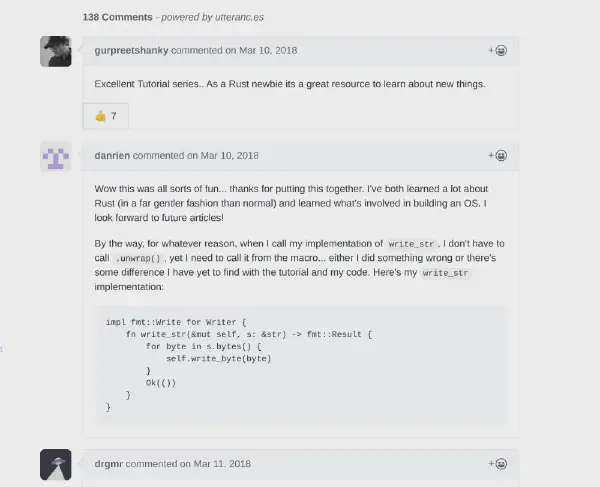 138 Comments - powered by utteranc.es
gurpreetshanky commented on Mar 10, 2018
Excellent Tutorial series.. As a Rust newbie its a great resource to learn about new things.
👍 7
danrien commented on Mar 10, 2018
Wow this was all sorts of fun... thanks for putting this together. I've both learned a lot about
Rust (in a far gentler fashion than normal) and learned what's involved in building an OS. I
look forward to future articles!
By the way, for whatever reason, when I call my implementation of write_str , I don't have to
call .unwrap() , yet I need to call it from the macro... either I did something wrong or there's
some difference I have yet to find with the tutorial and my code. Here's my write_str
implementation:
impl fmt::Write for Writer {
    fn write_str(&mut self, s: &str) -> fmt::Result {
        for byte in s.bytes() {
            self.write_byte(byte)
        }
        Ok(())
    }
}
drgmr commented on Mar 11, 2018